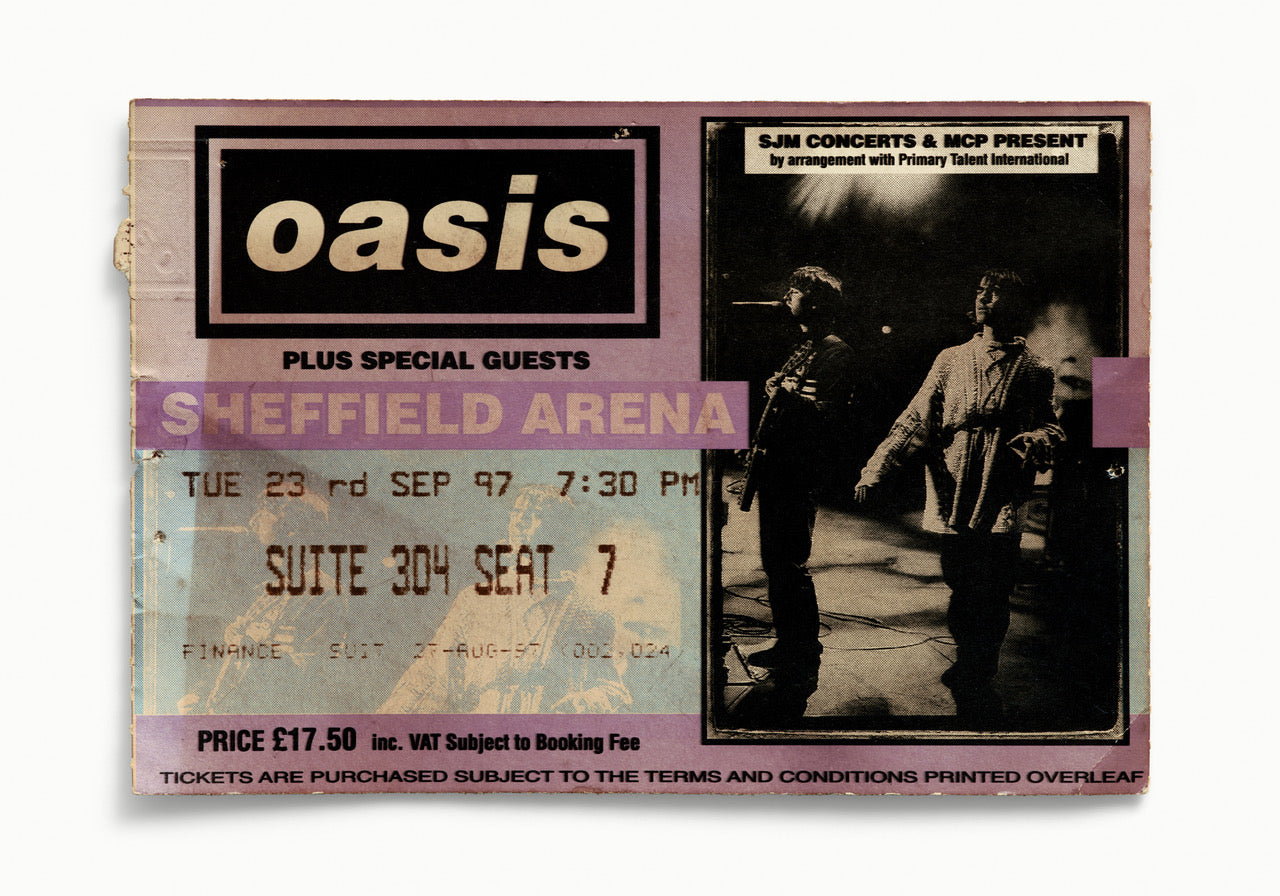 oasis
PLUS SPECIAL GUESTS
SHEFFIELD ARENA
TUE 23 rd SEP 97 7:30 PM
SUITE 304 SEAT 7
FINANCE SUIT 27-AUG-97 (002,024)
PRICE £17.50 inc. VAT Subject to Booking Fee
TICKETS ARE PURCHASED SUBJECT TO THE TERMS AND CONDITIONS PRINTED OVERLEAF
SJM CONCERTS & MCP PRESENT
by arrangement with Primary Talent International